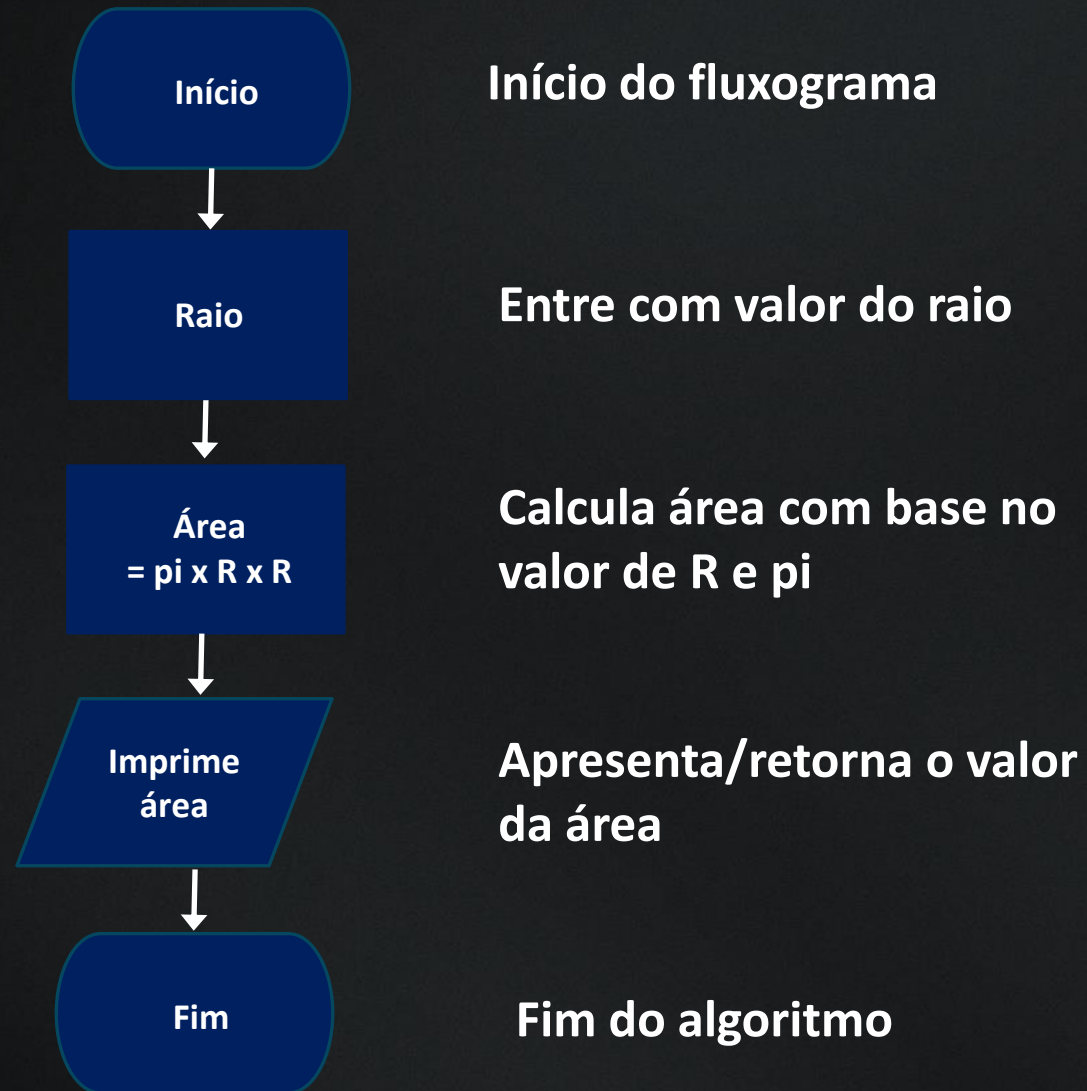 Início
Início do fluxograma
Raio
Entre com valor do raio
Área
= pi x R x R
Calcula área com base no
valor de R e pi
Imprime
área
Apresenta/retorna o valor
da área
Fim
Fim do algoritmo